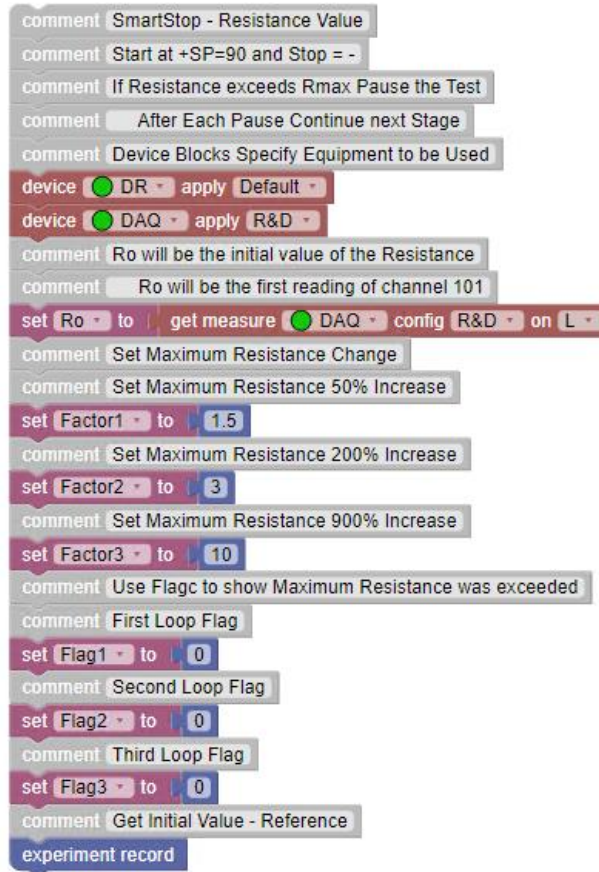 comment SmartStop - Resistance Value
comment Start at +SP=90 and Stop = -
comment If Resistance exceeds Rmax Pause the Test
comment After Each Pause Continue next Stage
comment Device Blocks Specify Equipment to be Used
device DR apply Default
device DAQ apply R&D
comment Ro will be the initial value of the Resistance
comment Ro will be the first reading of channel 101
set Ro to get measure DAQ config R&D on L
comment Set Maximum Resistance Change
comment Set Maximum Resistance 50% Increase
set Factor1 to 1.5
comment Set Maximum Resistance 200% Increase
set Factor2 to 3
comment Set Maximum Resistance 900% Increase
set Factor3 to 10
comment Use Flagc to show Maximum Resistance was exceeded
comment First Loop Flag
set Flag1 to 0
comment Second Loop Flag
set Flag2 to 0
comment Third Loop Flag
set Flag3 to 0
comment Get Initial Value - Reference
experiment record